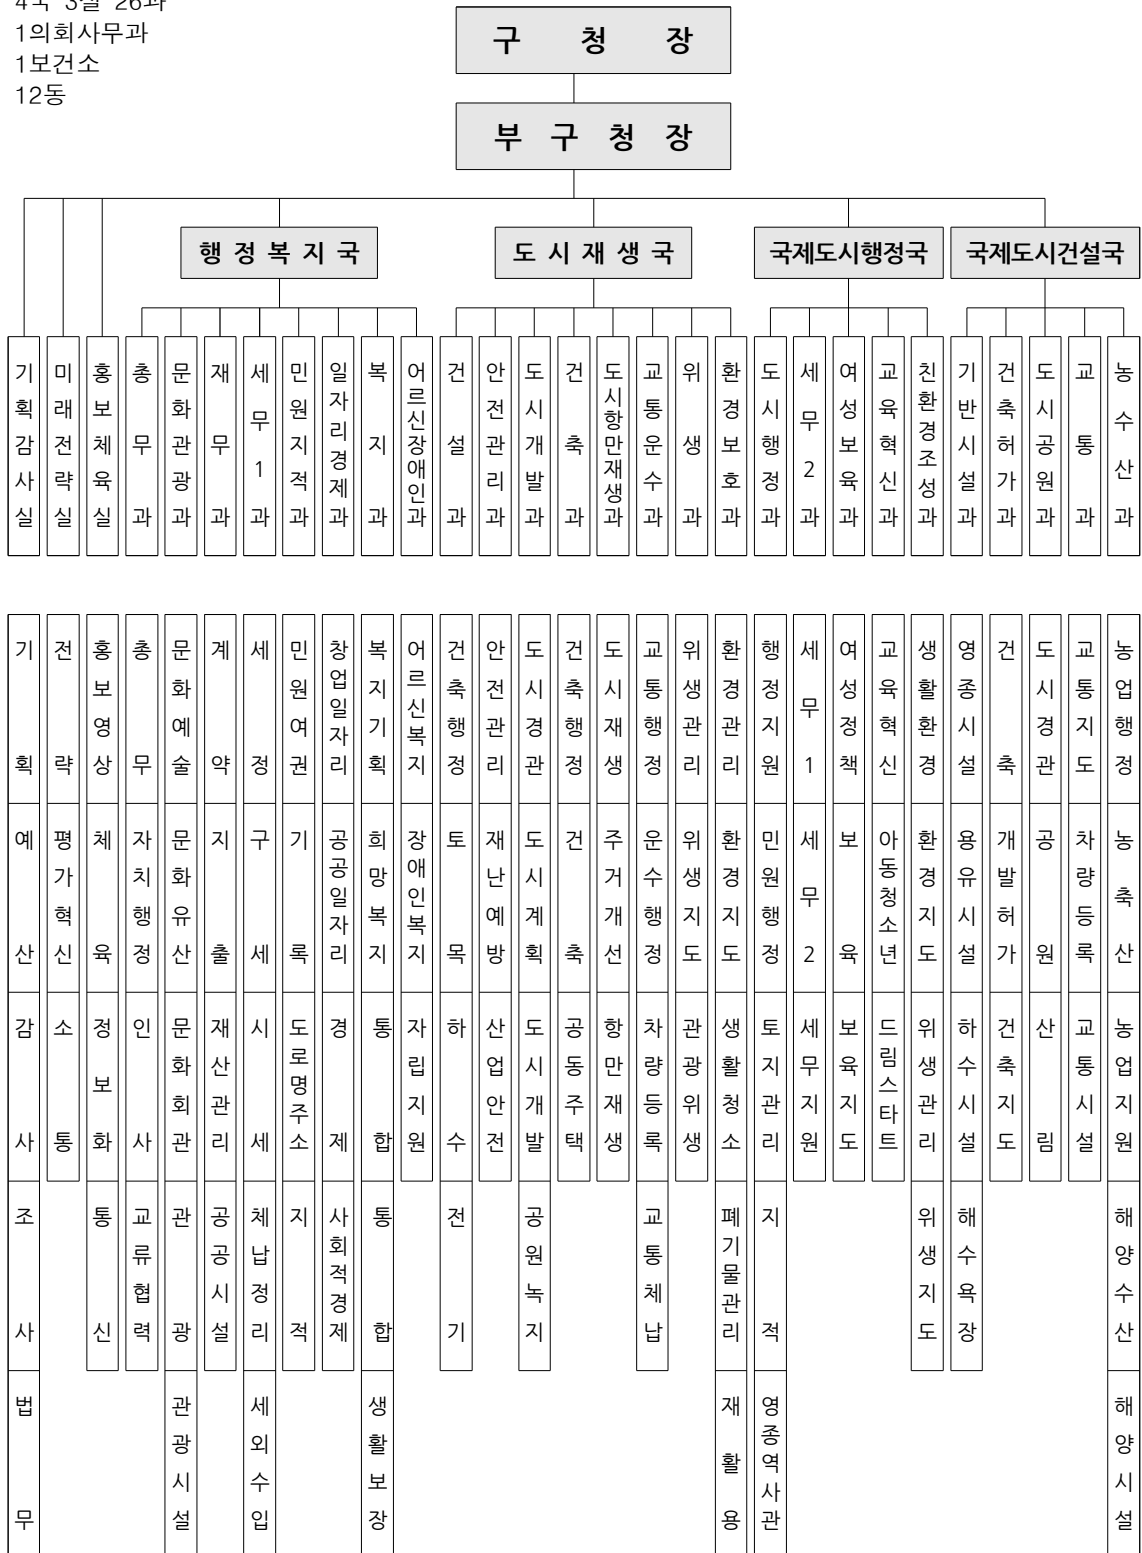 4국 3실 26과
1의회사무과
1보건소
12동
구 청 장
부 구 청 장
행 정 복 지 국
도 시 재 생 국
국제도시행정국
국제도시건설국
기획감사실
미래전략실
홍보체육실
총무과
문화관광과
재무과
세무1과
민원지적과
일자리경제과
복지과
어르신장애인과
건설과
안전관리과
도시개발과
건축과
도시항만재생과
교통운수과
위생과
환경보호과
도시행정과
세무2과
여성보육과
교육혁신과
친환경조성과
기반시설과
건축허가과
도시공원과
교통과
농수산과
기획
전략
홍보영상
총무
문화예술
계약
세정
민원여권
창업일자리
복지기획
어르신복지
건축행정
안전관리
도시경관
건축행정
도시재생
교통행정
위생관리
환경관리
행정지원
세무1
여성정책
교육혁신
생활환경
영종시설
건축
도시경관
교통지도
농업행정
예산
평가혁신
체육
자치행정
문화유산
지출
구세
기록
공공일자리
희망복지
장애인복지
토목
재난예방
도시계획
건축
주거개선
운수행정
위생지도
환경지도
민원행정
세무2
보육
아동청소년
환경지도
용유시설
개발허가
공원
차량등록
농축산
감사
소통
정보화
인사
문화회관
재산관리
시세
도로명주소
경제
통합
자립지원
하수
산업안전
도시개발
공동주택
항만재생
차량등록
관광위생
생활청소
토지관리
세무지원
보육지도
드림스타트
위생관리
하수시설
건축지도
산림
교통시설
농업지원
조사
통신
교류협력
관광
공공시설
체납정리
지적
사회적경제
통합
전기
공원녹지
교통체납
폐기물관리
지적
위생지도
해수욕장
해양수산
법무
관광시설
세외수입
생활보장
재활용
영종역사관
해양시설